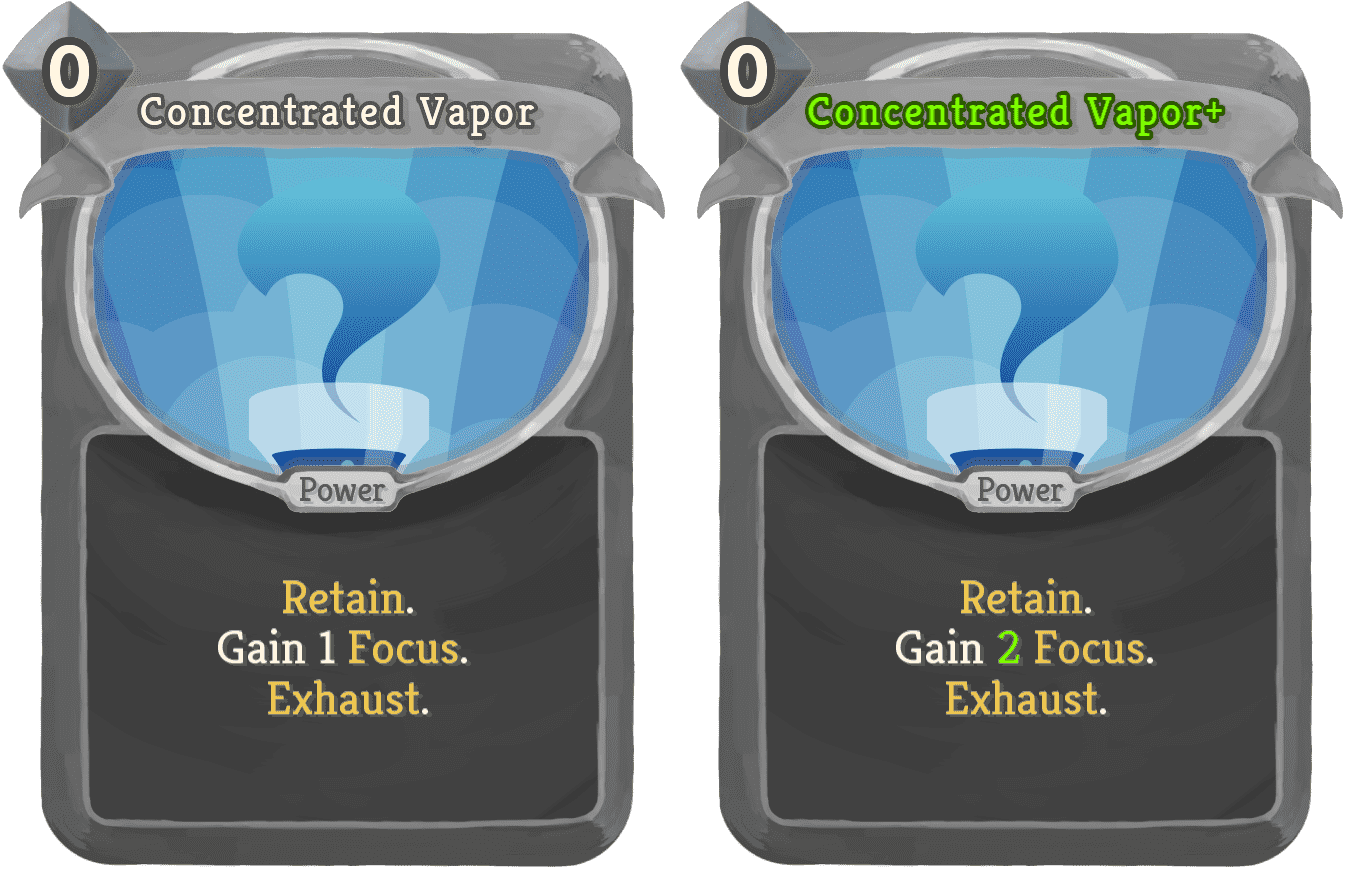 0
Concentrated Vapor
Power
Retain.
Gain 1 Focus.
Exhaust.
0
Concentrated Vapor+
Power
Retain.
Gain 2 Focus.
Exhaust.